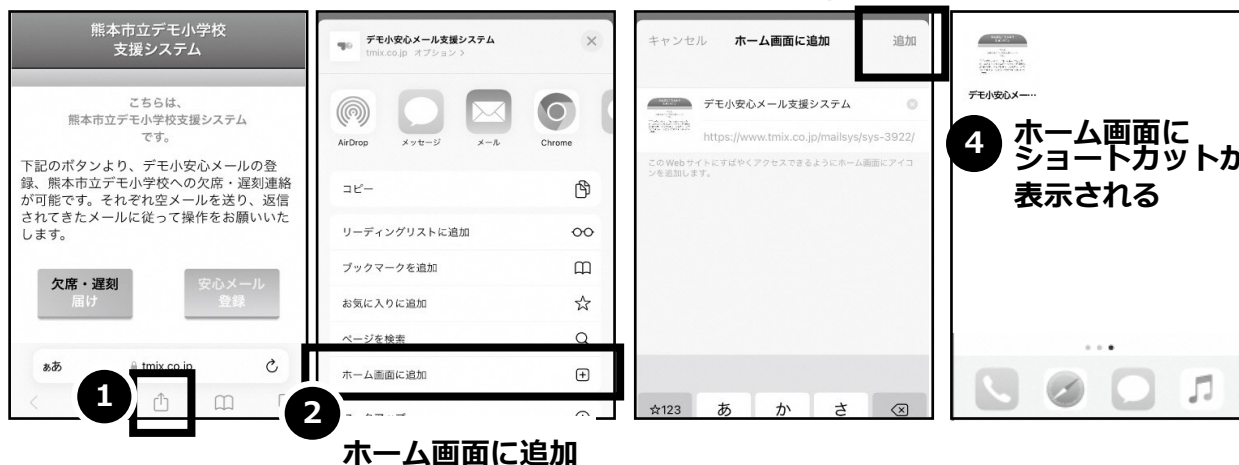 熊本市立デモ小学校
支援システム
こちらは、
熊本市立デモ小学校支援システム
です。
下記のボタンより、デモ小安心メールの登
録、熊本市立デモ小学校への欠席・遅刻連絡
が可能です。それぞれ空メールを送り、返信
されてきたメールに従って操作をお願いいた
します。
欠席・遅刻
届け
安心メール
登録
ぁあ
tmix.co.jp
1
デモ小安心メール支援システム
tmix.co.jp オプション >
AirDrop
メッセージ
メール
Chrome
コピー
リーディングリストに追加
ブックマークを追加
お気に入りに追加
ページを検索
ホーム画面に追加
2
ホーム画面に追加
キャンセル
ホーム画面に追加
追加
デモ小安心メール支援システム
https://www.tmix.co.jp/mailsys/sys-3922/
このWebサイトにすばやくアクセスできるようにホーム画面にアイコ
ンを追加します。
☆123
あ
か
さ
デモ小安心メー…
4
ホーム画面に
ショートカットが
表示される